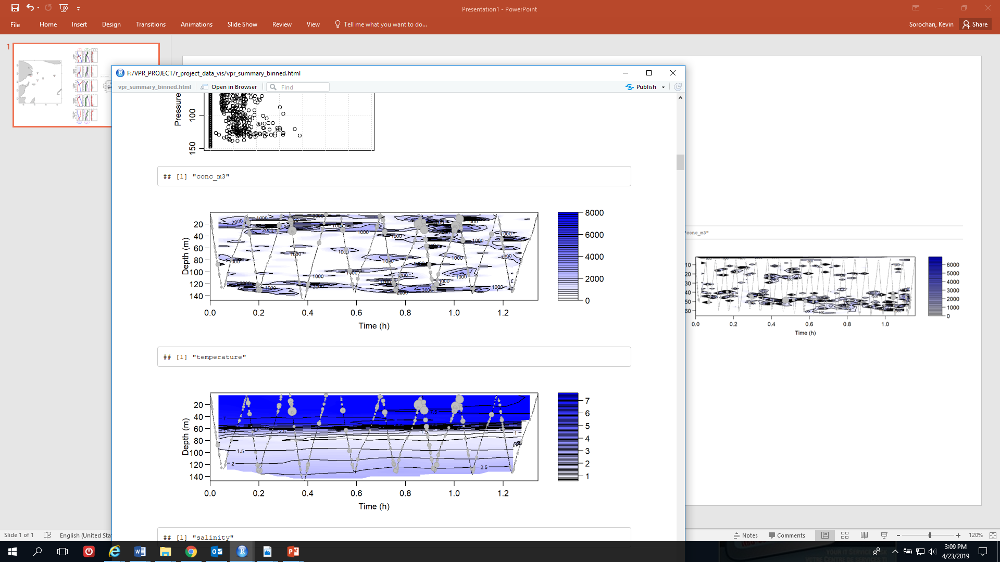 Presentation1 - PowerPoint
File Home Insert Design Transitions Animations Slide Show Review View Tell me what you want to do...
Sorochan, Kevin Share
1
F:/VPR_PROJECT/r_project_data_vis/vpr_summary_binned.html
vpr_summary_binned.html Open in Browser Find Publish
Pressure
100
150
## [1] "conc_m3"
Depth (m)
20
40
60
80
100
120
140
0.0 0.2 0.4 0.6 0.8 1.0 1.2
Time (h)
8000
6000
4000
2000
0
## [1] "temperature"
Depth (m)
20
40
60
80
100
120
140
0.0 0.2 0.4 0.6 0.8 1.0 1.2
Time (h)
7
6
5
4
3
2
1
## [1] "salinity"
"conc_m3"
10
20
30
40
50
60
0.0 0.2 0.4 0.6 0.8 1.0
Time (h)
6000
5000
4000
3000
2000
1000
0
Slide 1 of 1 English (United Sta
Notes Comments 120%
3:09 PM
4/23/2019